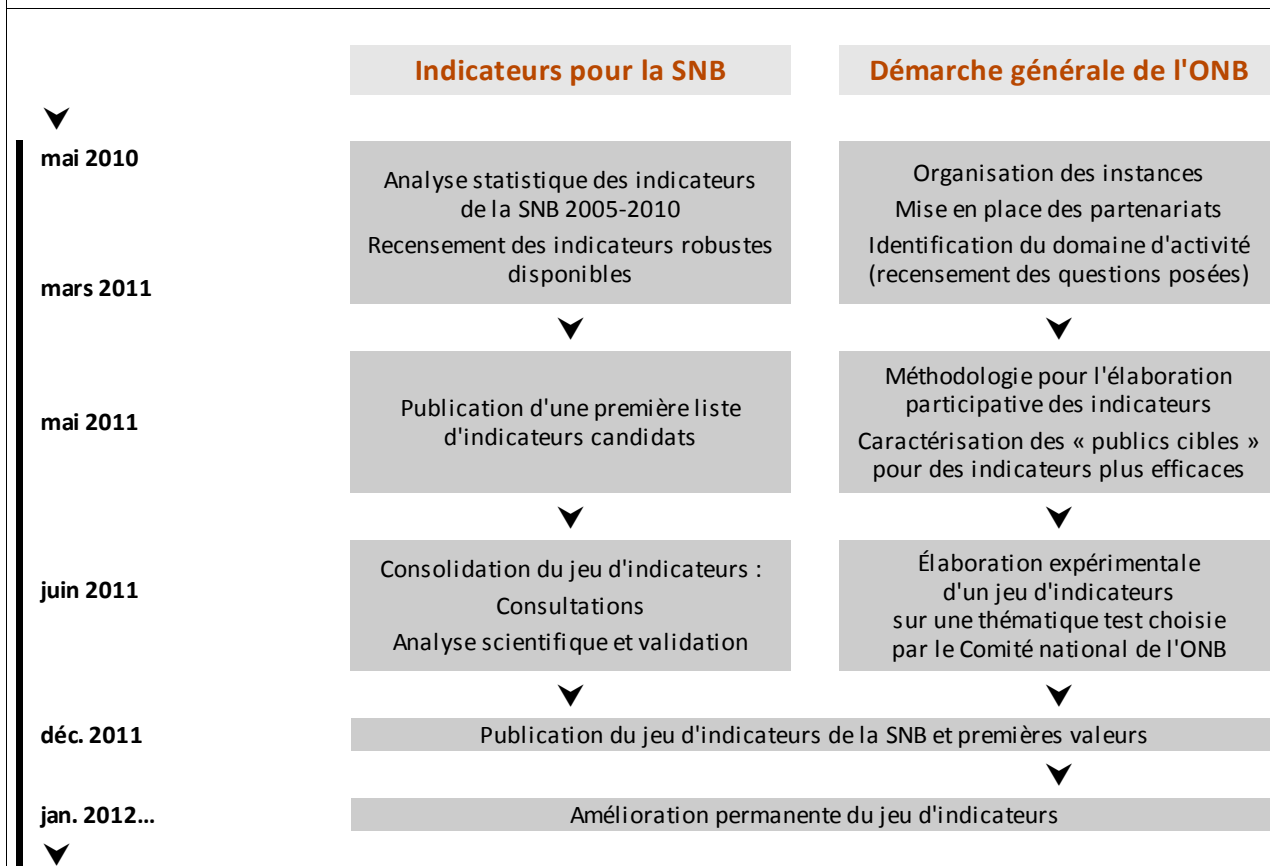 Indicateurs pour la SNB
Démarche générale de l'ONB
mai 2010
Analyse statistique des indicateurs
de la SNB 2005-2010
Recensement des indicateurs robustes
disponibles
Organisation des instances
Mise en place des partenariats
Identification du domaine d'activité
(recensement des questions posées)
mars 2011
mai 2011
Publication d'une première liste
d'indicateurs candidats
Méthodologie pour l'élaboration
participative des indicateurs
Caractérisation des « publics cibles »
pour des indicateurs plus efficaces
juin 2011
Consolidation du jeu d'indicateurs :
Consultations
Analyse scientifique et validation
Élaboration expérimentale
d'un jeu d'indicateurs
sur une thématique test choisie
par le Comité national de l'ONB
déc. 2011
Publication du jeu d'indicateurs de la SNB et premières valeurs
jan. 2012...
Amélioration permanente du jeu d'indicateurs